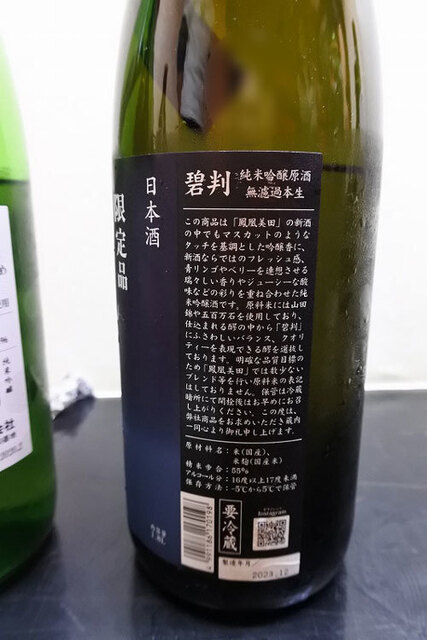 日本酒
限定品
碧判 純米吟醸原酒
無濾過本生
この商品は「鳳凰美田」の新酒
の中でもマスカットのような
タッチを基調とした吟醸香に、
新酒ならではのフレッシュ感、
青リンゴやベリーを連想させる
瑞々しい香りやジューシーな酸
味などの彩りを重ね合わせた純
米吟醸酒です。原料米には山田
錦や五百万石を使用しており、
仕込まれる醪の中から「碧判」
にふさわしいバランス、クオリ
ティーを表現できる醪を選抜し
ております。明確な品質目標の
ため「鳳凰美田」では数少ない
ブレンド等を行い原料米の表記
はしておりません。保管は冷蔵
暗所にて開栓後はお早めにお召
し上がりください。この度は、
弊社商品をお求めいただき蔵内
一同心より御礼申し上げます。
原材料名：米(国産)、
米麹(国産米)
精米歩合：55%
アルコール分：16度以上17度未満
保存方法：-5℃から5℃で保管
要冷蔵
Instagram
製造年月
2023.12
純米吟醸
会社